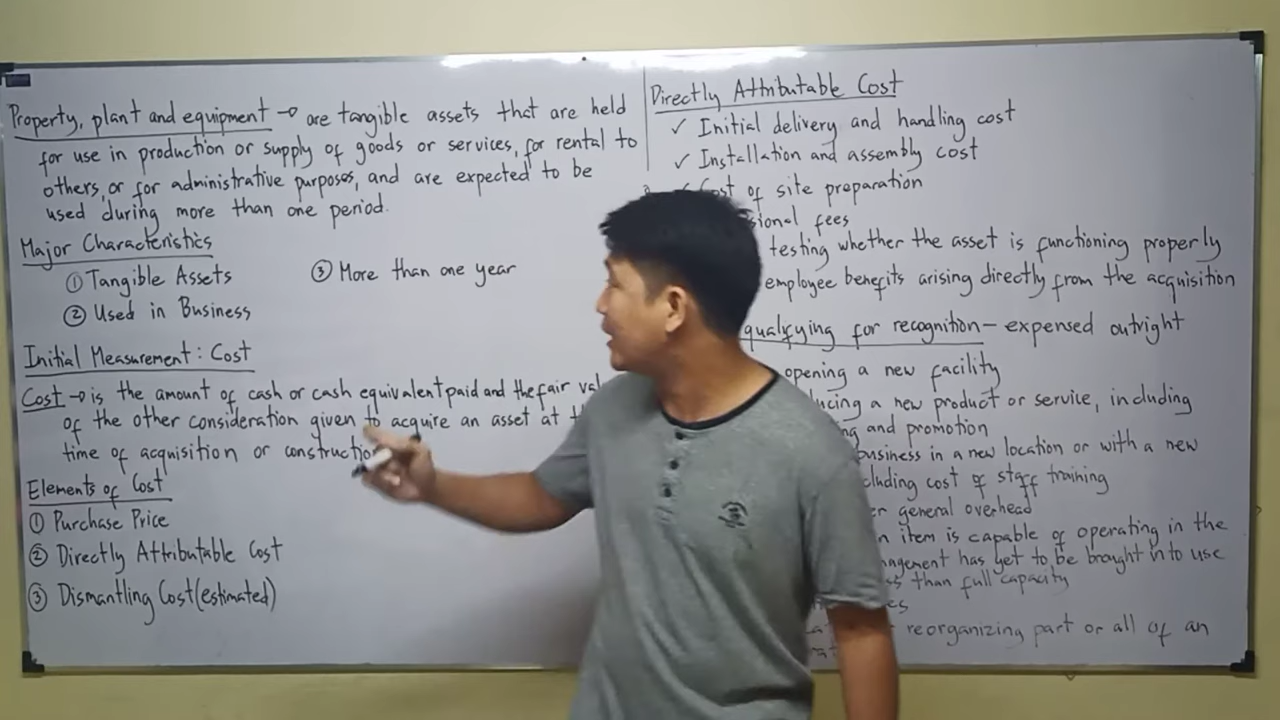 Property, plant and equipment → are tangible assets that are held
for use in production or supply of goods or services, for rental to
others, or for administrative purposes, and are expected to be
used during more than one period.
Major Characteristics
① Tangible Assets
③ More than one year
② Used in Business
Initial Measurement: Cost
Cost → is the amount of cash or cash equivalent paid and the fair
of the other consideration given to acquire an asset at
time of acquisition or
Elements of Cost
① Purchase Price
② Directly Attributable Cost
③ Dismantling Cost (estimated)
Directly Attributable Cost
✓ Initial delivery and handling cost
✓ Installation and assembly cost
✓ Cost of site preparation
fees
testing whether the asset is functioning properly
employee benefits arising directly from the acquisition
qualifying for recognition – expensed outright
opening a new facility
a new product or service, including
and promotion
business in a new location or with a new
cost of staff training
general overhead
item is capable of operating in the
has yet to be brought into use
than full capacity
reorganizing part or all of an